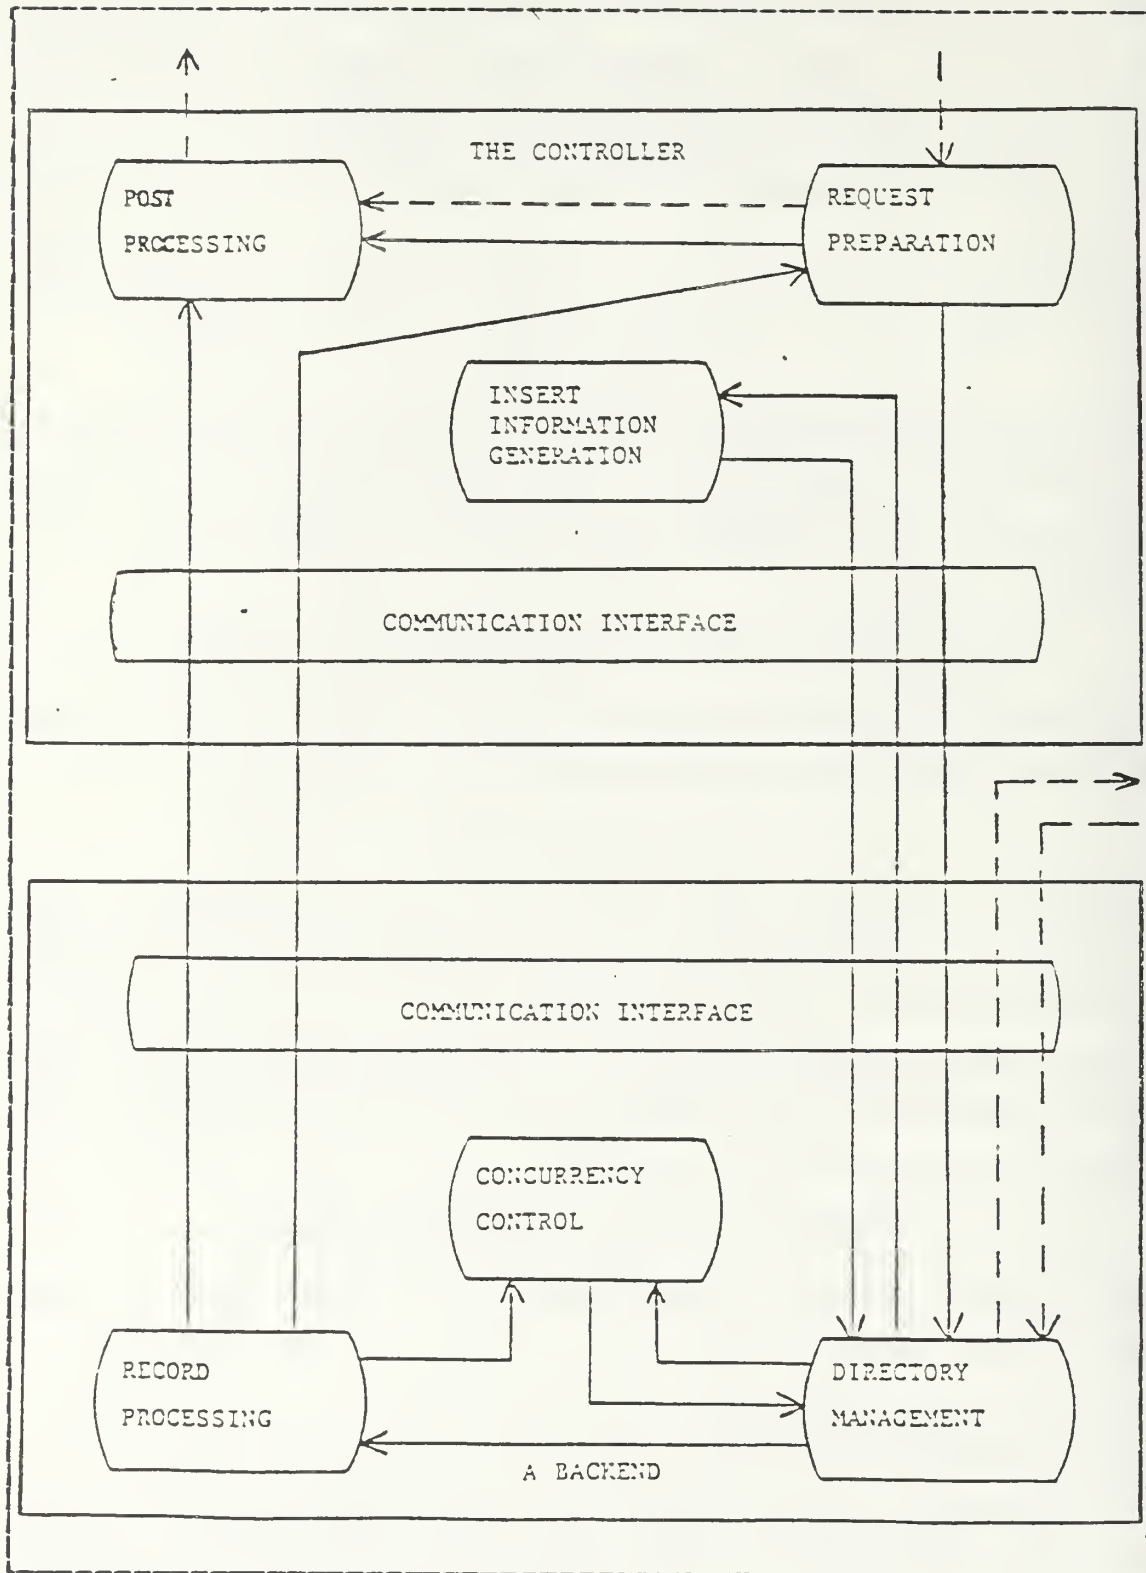 THE CONTROLLER
POST
PROCESSING
REQUEST
PREPARATION
INSERT
INFORMATION
GENERATION
COMMUNICATION INTERFACE
COMMUNICATION INTERFACE
CONCURRENCY
CONTROL
RECORD
PROCESSING
DIRECTORY
MANAGEMENT
A BACKEND